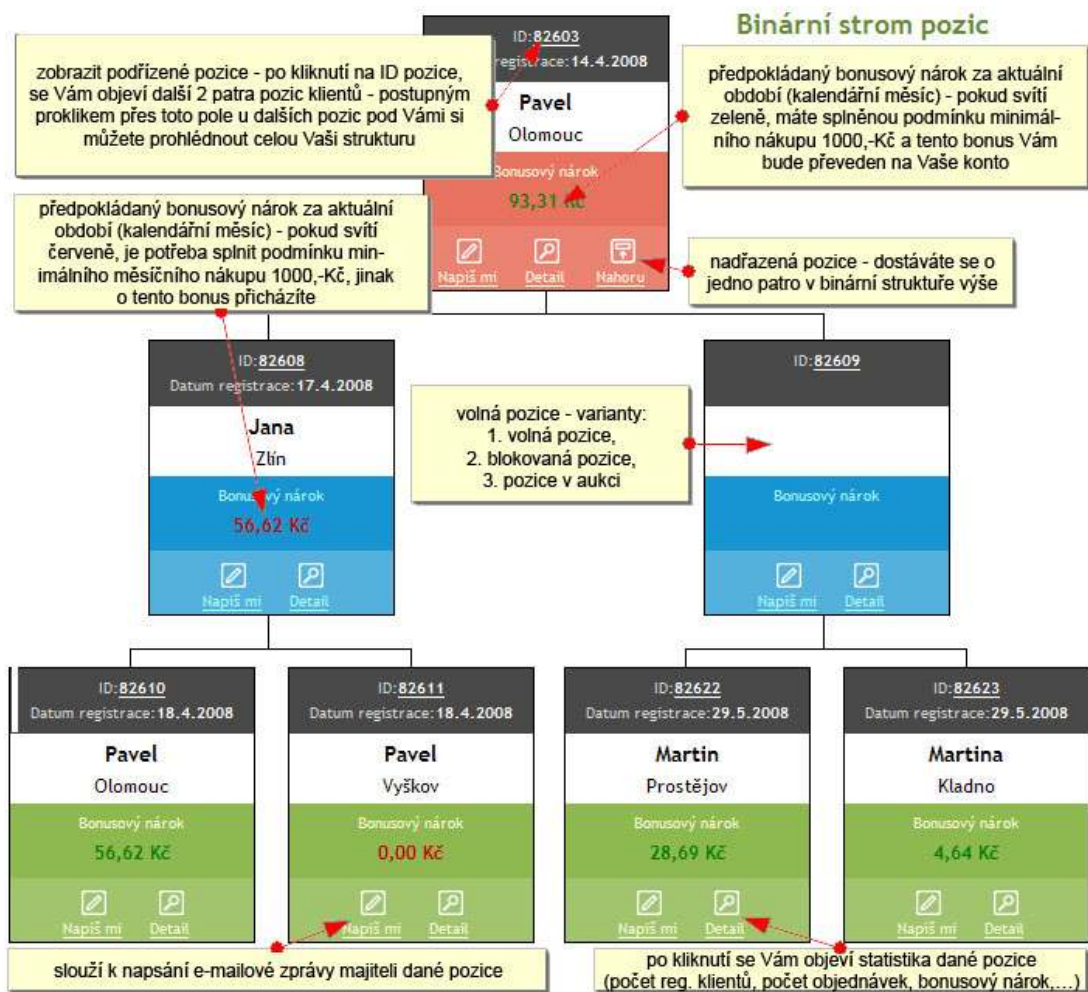 Binární strom pozic
zobrazit podřízené pozice - po kliknutí na ID pozice,
se Vám objeví další 2 patra pozic klientů - postupným
proklikem přes toto pole u dalších pozic pod Vámi si
můžete prohlédnout celou Vaši strukturu
ID:82603
registrace:14.4.2008
Pavel
Olomouc
Bonusový nárok
93,31 Kč
Napiš mi Detail Nahoru
předpokládaný bonusový nárok za aktuální
období (kalendářní měsíc) - pokud svítí
zeleně, máte splněnou podmínku minimál-
ního nákupu 1000,-Kč a tento bonus Vám
bude převeden na Vaše konto
předpokládaný bonusový nárok za aktuální
období (kalendářní měsíc) - pokud svítí
červeně, je potřeba splnit podmínku min-
imálního měsíčního nákupu 1000,-Kč, jinak
o tento bonus přicházíte
nadřazená pozice - dostáváte se o
jedno patro v binární struktuře výše
ID:82608
Datum registrace:17.4.2008
Jana
Zlín
Bonusový nárok
56,62 Kč
Napiš mi Detail
volná pozice - varianty:
1. volná pozice,
2. blokovaná pozice,
3. pozice v aukci
ID:82609
Bonusový nárok
Napiš mi Detail
ID:82610
Datum registrace:18.4.2008
Pavel
Olomouc
Bonusový nárok
56,62 Kč
Napiš mi Detail
ID:82611
Datum registrace:18.4.2008
Pavel
Vyškov
Bonusový nárok
0,00 Kč
Napiš mi Detail
ID:82622
Datum registrace:29.5.2008
Martin
Prostějov
Bonusový nárok
28,69 Kč
Napiš mi Detail
ID:82623
Datum registrace:29.5.2008
Martina
Kladno
Bonusový nárok
4,64 Kč
Napiš mi Detail
slouží k napsání e-mailové zprávy majiteli dané pozice
po kliknutí se Vám objeví statistika dané pozice
(počet reg. klientů, počet objednávek, bonusový nárok,...)